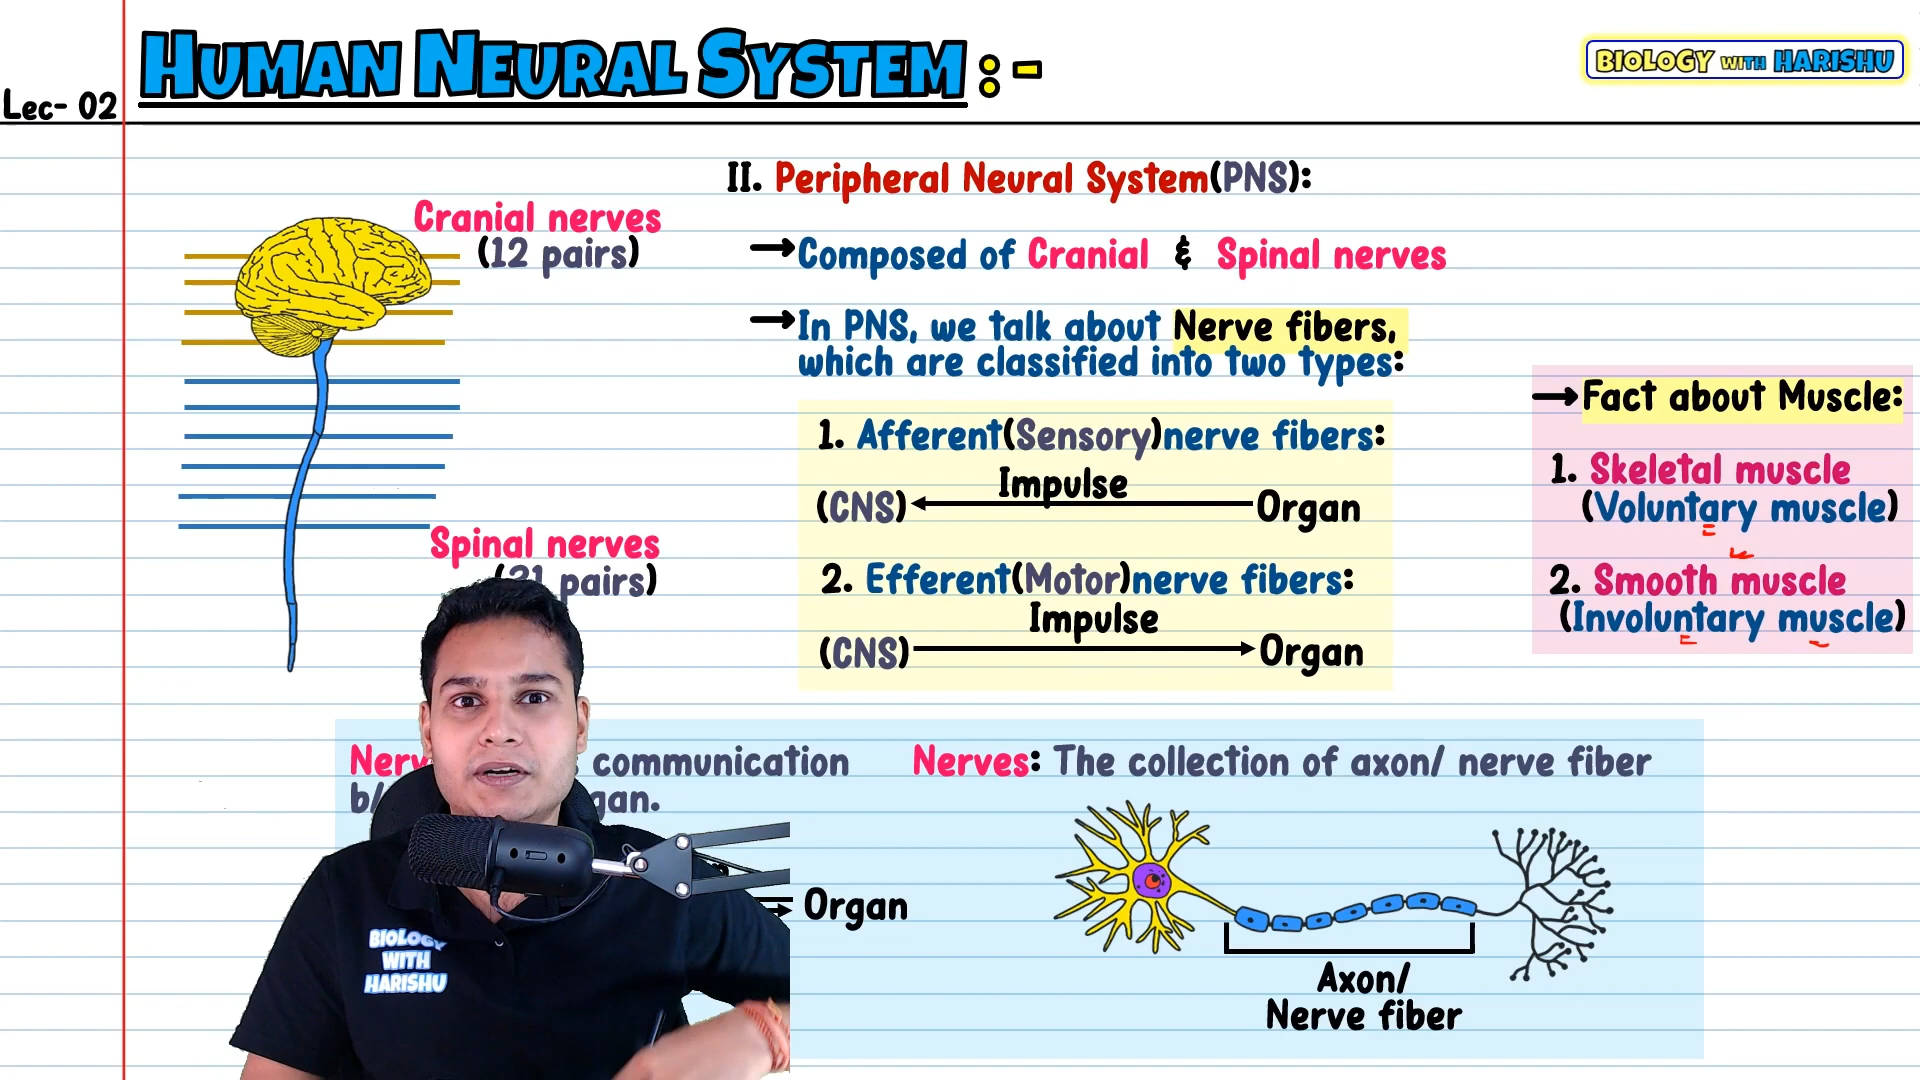 HUMAN NEURAL SYSTEM :-
BIOLOGY WITH HARISHU
Lec- 02
II. Peripheral Neural System(PNS):
Cranial nerves
(12 pairs)
→Composed of Cranial & Spinal nerves
→In PNS, we talk about Nerve fibers,
which are classified into two types:
→Fact about Muscle:
1. Afferent(Sensory)nerve fibers:
Impulse
(CNS) Organ
1. Skeletal muscle
(Voluntary muscle)
Spinal nerves
pairs)
2. Efferent(Motor)nerve fibers:
Impulse
(CNS) Organ
2. Smooth muscle
(Involuntary muscle)
communication
b/
Organ
Nerves: The collection of axon/ nerve fiber
Axon/
Nerve fiber
BIOLOGY
WITH
HARISHU